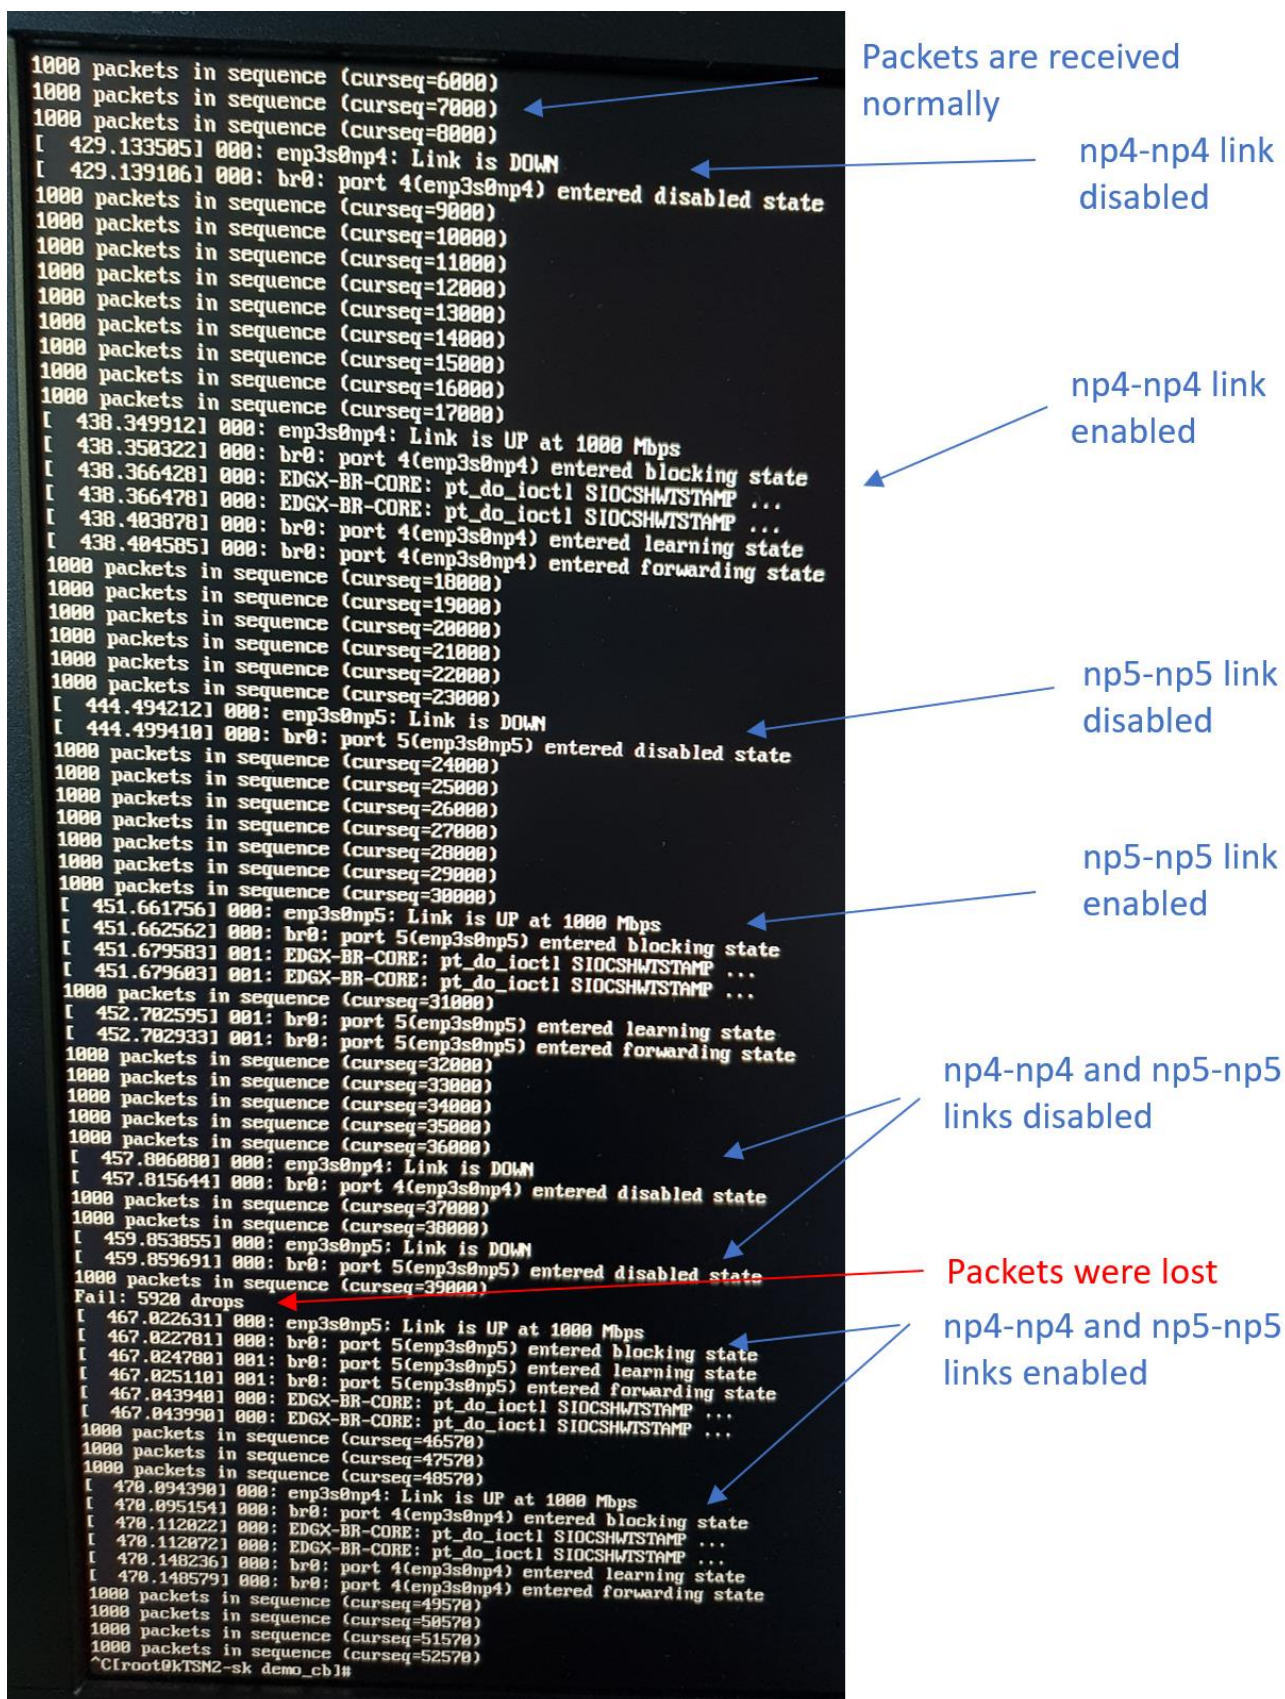 1000 packets in sequence (curseq=6000)
1000 packets in sequence (curseq=7000)
1000 packets in sequence (curseq=8000)
[  429.133505] 000: enp3s0np4: Link is DOWN
[  429.139106] 000: br0: port 4(enp3s0np4) entered disabled state
1000 packets in sequence (curseq=9000)
1000 packets in sequence (curseq=10000)
1000 packets in sequence (curseq=11000)
1000 packets in sequence (curseq=12000)
1000 packets in sequence (curseq=13000)
1000 packets in sequence (curseq=14000)
1000 packets in sequence (curseq=15000)
1000 packets in sequence (curseq=16000)
1000 packets in sequence (curseq=17000)
[  438.349912] 000: enp3s0np4: Link is UP at 1000 Mbps
[  438.350322] 000: br0: port 4(enp3s0np4) entered blocking state
[  438.366428] 000: EDGX-BR-CORE: pt_do_ioctl SIOCSHWTSTAMP ...
[  438.366478] 000: EDGX-BR-CORE: pt_do_ioctl SIOCSHWTSTAMP ...
[  438.403878] 000: br0: port 4(enp3s0np4) entered learning state
[  438.404585] 000: br0: port 4(enp3s0np4) entered forwarding state
1000 packets in sequence (curseq=18000)
1000 packets in sequence (curseq=19000)
1000 packets in sequence (curseq=20000)
1000 packets in sequence (curseq=21000)
1000 packets in sequence (curseq=22000)
1000 packets in sequence (curseq=23000)
[  444.494212] 000: enp3s0np5: Link is DOWN
[  444.499410] 000: br0: port 5(enp3s0np5) entered disabled state
1000 packets in sequence (curseq=24000)
1000 packets in sequence (curseq=25000)
1000 packets in sequence (curseq=26000)
1000 packets in sequence (curseq=27000)
1000 packets in sequence (curseq=28000)
1000 packets in sequence (curseq=29000)
1000 packets in sequence (curseq=30000)
[  451.661756] 000: enp3s0np5: Link is UP at 1000 Mbps
[  451.662562] 000: br0: port 5(enp3s0np5) entered blocking state
[  451.679583] 001: EDGX-BR-CORE: pt_do_ioctl SIOCSHWTSTAMP ...
[  451.679603] 001: EDGX-BR-CORE: pt_do_ioctl SIOCSHWTSTAMP ...
1000 packets in sequence (curseq=31000)
[  452.702595] 001: br0: port 5(enp3s0np5) entered learning state
[  452.702933] 001: br0: port 5(enp3s0np5) entered forwarding state
1000 packets in sequence (curseq=32000)
1000 packets in sequence (curseq=33000)
1000 packets in sequence (curseq=34000)
1000 packets in sequence (curseq=35000)
1000 packets in sequence (curseq=36000)
[  457.806080] 000: enp3s0np4: Link is DOWN
[  457.815644] 000: br0: port 4(enp3s0np4) entered disabled state
1000 packets in sequence (curseq=37000)
1000 packets in sequence (curseq=38000)
[  459.853855] 000: enp3s0np5: Link is DOWN
[  459.859691] 000: br0: port 5(enp3s0np5) entered disabled state
1000 packets in sequence (curseq=39000)
Fail: 5920 drops
[  467.022631] 000: enp3s0np5: Link is UP at 1000 Mbps
[  467.022781] 000: br0: port 5(enp3s0np5) entered blocking state
[  467.024780] 001: br0: port 5(enp3s0np5) entered learning state
[  467.025110] 001: br0: port 5(enp3s0np5) entered forwarding state
[  467.043940] 000: EDGX-BR-CORE: pt_do_ioctl SIOCSHWTSTAMP ...
[  467.043990] 000: EDGX-BR-CORE: pt_do_ioctl SIOCSHWTSTAMP ...
1000 packets in sequence (curseq=46570)
1000 packets in sequence (curseq=47570)
1000 packets in sequence (curseq=48570)
[  470.094390] 000: enp3s0np4: Link is UP at 1000 Mbps
[  470.095154] 000: br0: port 4(enp3s0np4) entered blocking state
[  470.112022] 000: EDGX-BR-CORE: pt_do_ioctl SIOCSHWTSTAMP ...
[  470.112072] 000: EDGX-BR-CORE: pt_do_ioctl SIOCSHWTSTAMP ...
[  470.148236] 000: br0: port 4(enp3s0np4) entered learning state
[  470.148579] 000: br0: port 4(enp3s0np4) entered forwarding state
1000 packets in sequence (curseq=49570)
1000 packets in sequence (curseq=50570)
1000 packets in sequence (curseq=51570)
1000 packets in sequence (curseq=52570)
^C[root@kTSN2-sk demo_cb]#
Packets are received
normally
np4-np4 link
disabled
np4-np4 link
enabled
np5-np5 link
disabled
np5-np5 link
enabled
np4-np4 and np5-np5
links disabled
Packets were lost
np4-np4 and np5-np5
links enabled